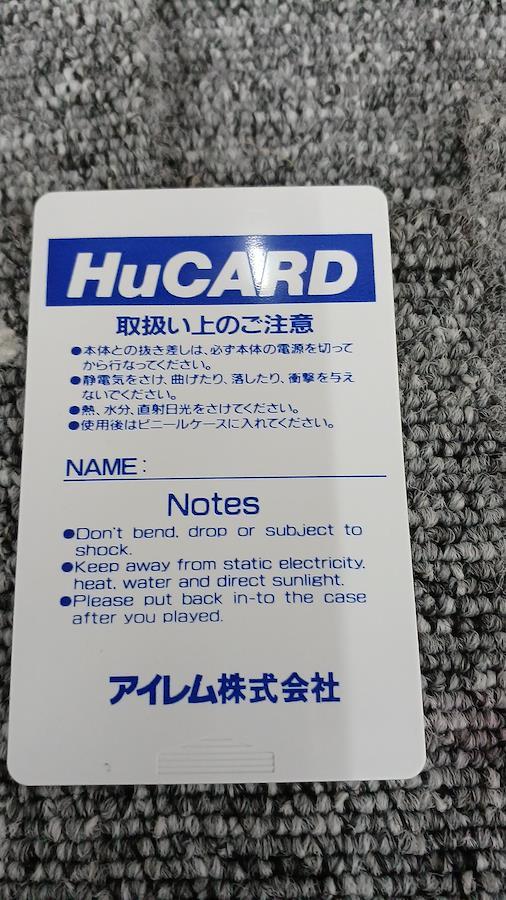 HuCARD
取扱い上のご注意
●本体との抜き差しは、必ず本体の電源を切って
から行なってください。
●静電気をさけ、曲げたり、落したり、衝撃を与え
ないでください。
●熱、水分、直射日光をさけてください。
●使用後はビニールケースに入れてください。
NAME:
Notes
●Don't bend, drop or subject to
shock.
●Keep away from static electricity,
heat, water and direct sunlight.
●Please put back in-to the case
after you played.
アイレム株式会社